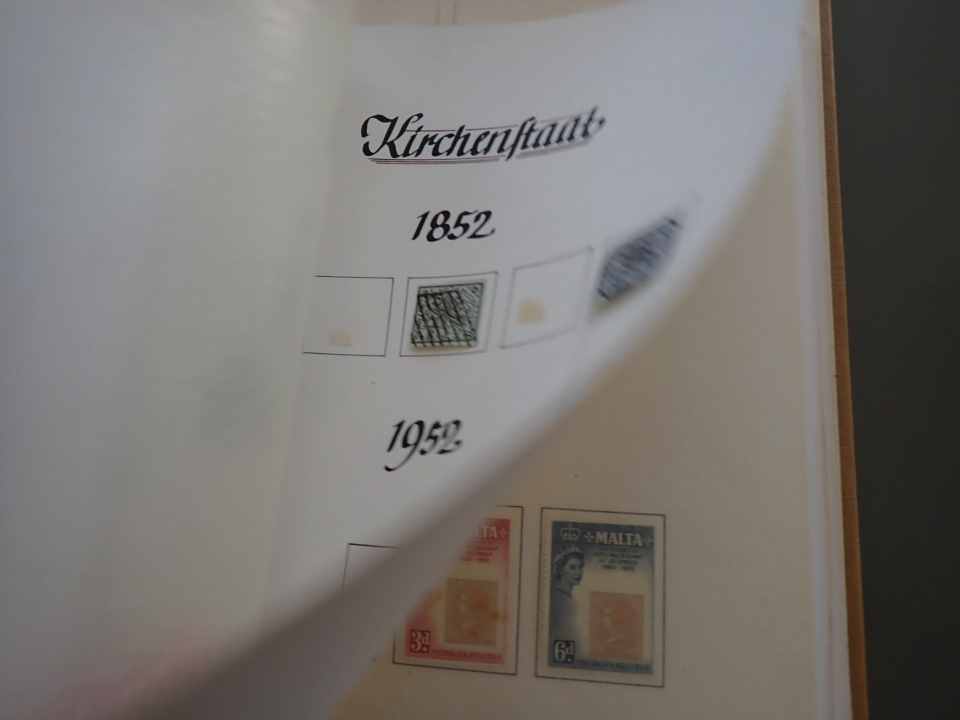 Kirchenſtaat
1852
1952
MALTA
3d
MALTA
6d